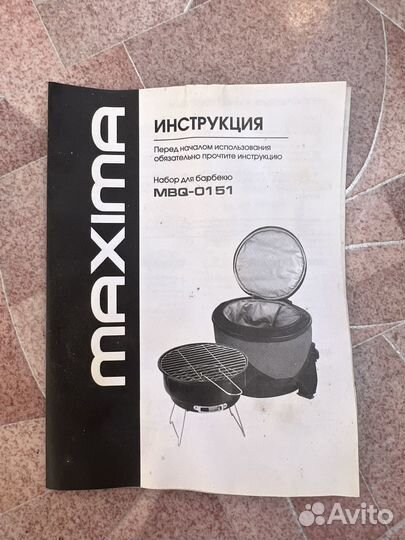 MAXIMA
ИНСТРУКЦИЯ
Перед началом использования
обязательно прочтите инструкцию
Набор для барбекю
MBQ-0151
Avito